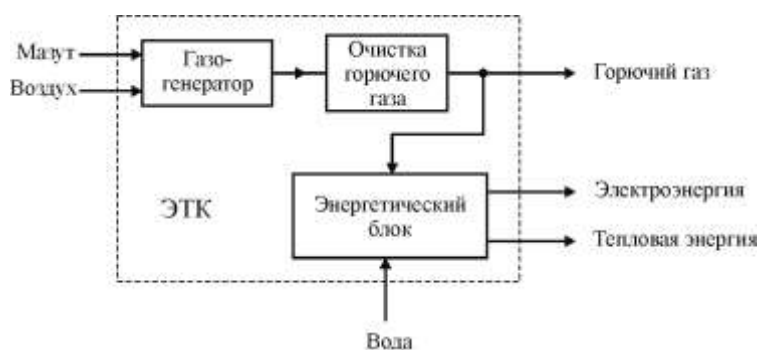 Мазут
Воздух
Газо-
генератор
Очистка
горючего
газа
Горючий газ
ЭТК
Энергетический
блок
Электроэнергия
Тепловая энергия
Вода